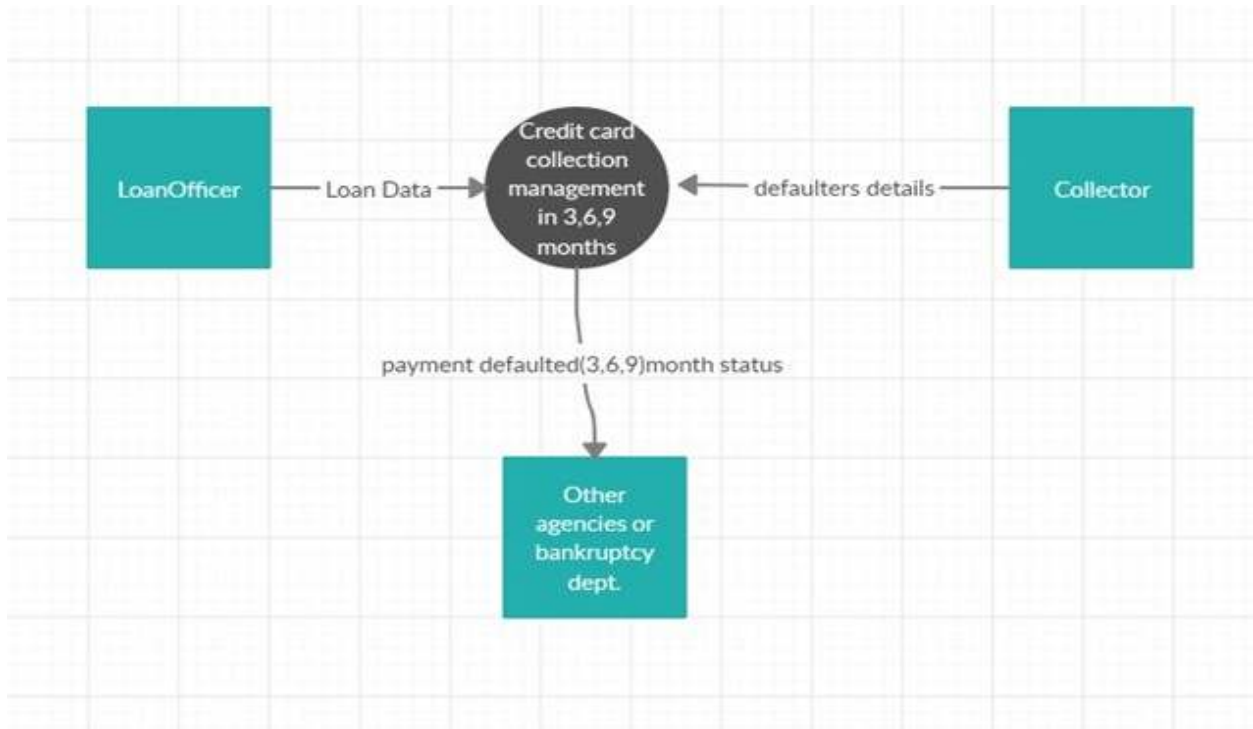 LoanOfficer
Loan Data
Credit card
collection
management
in 3,6,9
months
defaulters details
Collector
payment defaulted(3,6,9)month status
Other
agencies or
bankruptcy
dept.